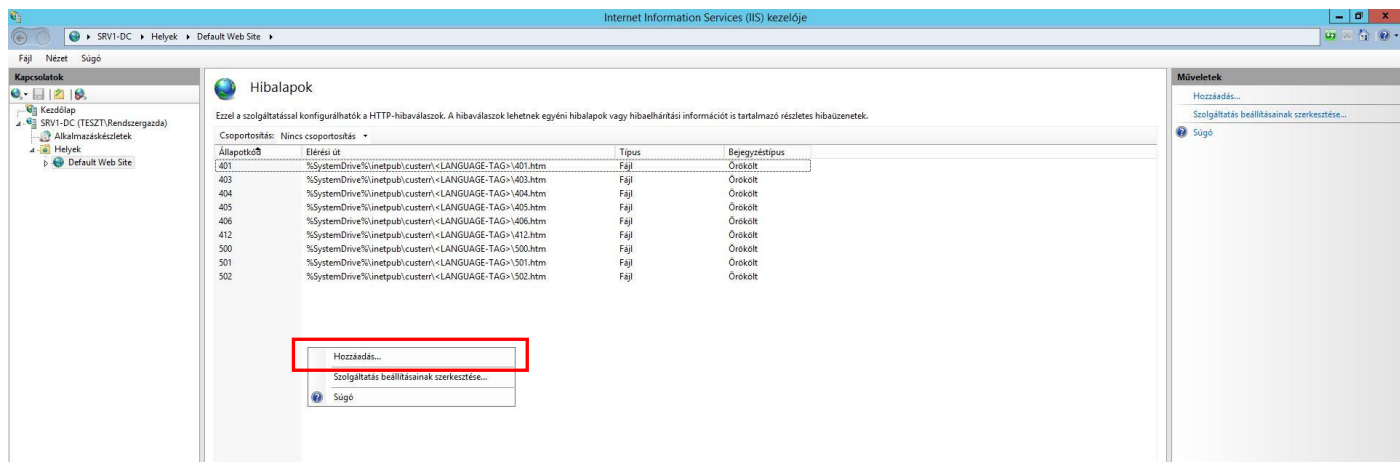 Internet Information Services (IIS) kezelője
SRV1-DC Helyek Default Web Site
Fájl Nézet Súgó
Kapcsolatok
Kezdőlap
SRV1-DC (TESZT\Rendszergazda)
Alkalmazáskészletek
Helyek
Default Web Site
Hibalapok
Ezzel a szolgáltatással konfigurálhatók a HTTP-hibaválaszok. A hibaválaszok lehetnek egyéni hibalapok vagy hibaelhárítási információt is tartalmazó részletes hibaüzenetek.
Csoportosítás: Nincs csoportosítás
Állapotkód Elérési út Típus Bejegyzéstípus
401 %SystemDrive%\inetpub\custerr\<LANGUAGE-TAG>\401.htm Fájl Örökölt
403 %SystemDrive%\inetpub\custerr\<LANGUAGE-TAG>\403.htm Fájl Örökölt
404 %SystemDrive%\inetpub\custerr\<LANGUAGE-TAG>\404.htm Fájl Örökölt
405 %SystemDrive%\inetpub\custerr\<LANGUAGE-TAG>\405.htm Fájl Örökölt
406 %SystemDrive%\inetpub\custerr\<LANGUAGE-TAG>\406.htm Fájl Örökölt
412 %SystemDrive%\inetpub\custerr\<LANGUAGE-TAG>\412.htm Fájl Örökölt
500 %SystemDrive%\inetpub\custerr\<LANGUAGE-TAG>\500.htm Fájl Örökölt
501 %SystemDrive%\inetpub\custerr\<LANGUAGE-TAG>\501.htm Fájl Örökölt
502 %SystemDrive%\inetpub\custerr\<LANGUAGE-TAG>\502.htm Fájl Örökölt
Hozzáadás...
Szolgáltatás beállításainak szerkesztése...
Súgó
Műveletek
Hozzáadás...
Szolgáltatás beállításainak szerkesztése...
Súgó